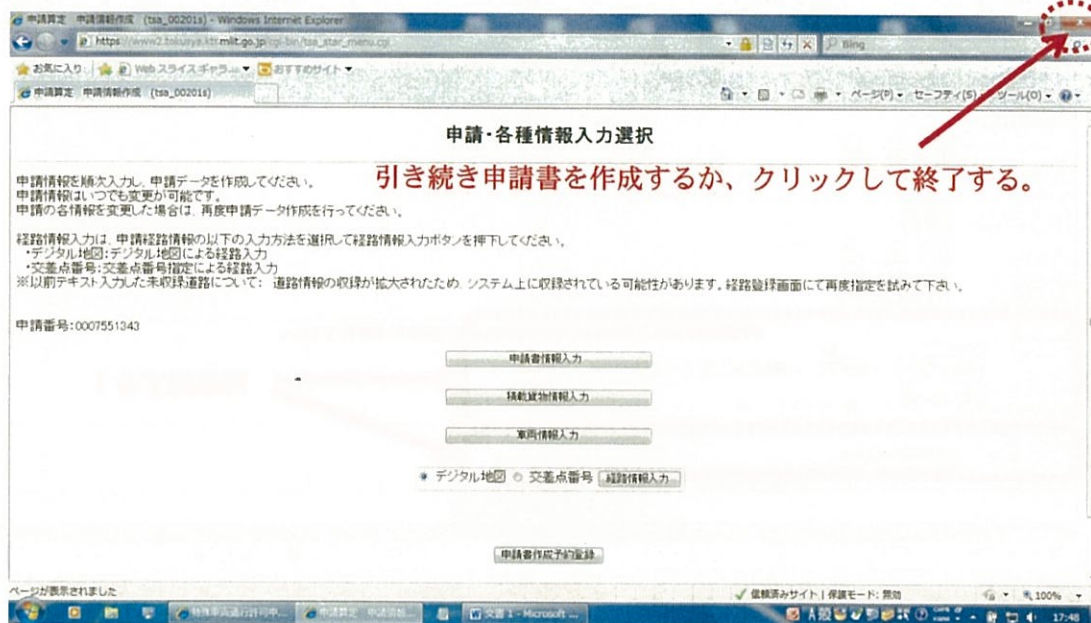 申請算定 申請情報作成 (tsa_00201s) - Windows Internet Explorer
https://www2.tokusya.ktr.mlit.go.jp/cgi-bin/tsa_star_menu.cgi
Bing
お気に入り
Webスライスギャラ...
おすすめサイト
申請算定 申請情報作成 (tsa_00201s)
ページ(P) セーフティ(S) ツール(O)
申請・各種情報入力選択
引き続き申請書を作成するか、クリックして終了する。
申請情報を順次入力し、申請データを作成してください。
申請情報はいつでも変更が可能です。
申請の各情報を変更した場合は、再度申請データ作成を行ってください。
経路情報入力は、申請経路情報の以下の入力方法を選択して経路情報入力ボタンを押下してください。
・デジタル地図:デジタル地図による経路入力
・交差点番号:交差点番号指定による経路入力
※以前テキスト入力した未収録道路について: 道路情報の収録が拡大されたため、システム上に収録されている可能性があります。経路登録画面にて再度指定を試みて下さい。
申請番号:0007551343
申請書情報入力
積載貨物情報入力
車両情報入力
デジタル地図 交差点番号 経路情報入力
申請書作成予約登録
ページが表示されました
信頼済みサイト | 保護モード: 無効
100%
特殊車両通行許可申...
申請算定 申請情報...
文書 1 - Microsoft ...
A 般
17:48